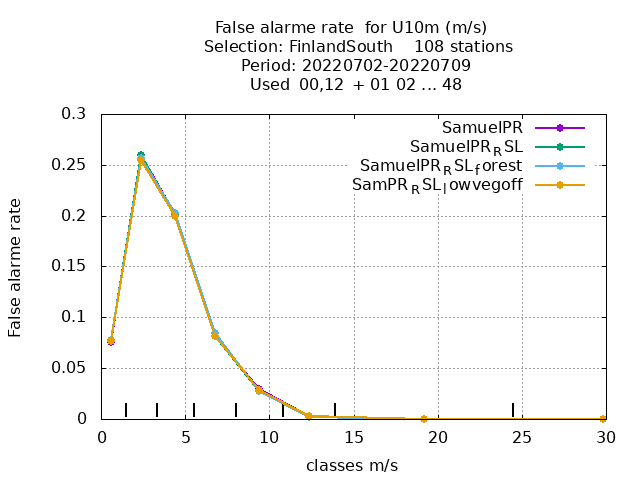 False alarme rate for U10m (m/s)
Selection: FinlandSouth 108 stations
Period: 20220702-20220709
Used 00,12 + 01 02 ... 48
0.3
0.25
0.2
0.15
0.1
0.05
0
False alarme rate
SamuelPR
SamuelPR_RSL
SamuelPR_RSL_forest
SamPR_RSL_lowvegoff
0 5 10 15 20 25 30
classes m/s